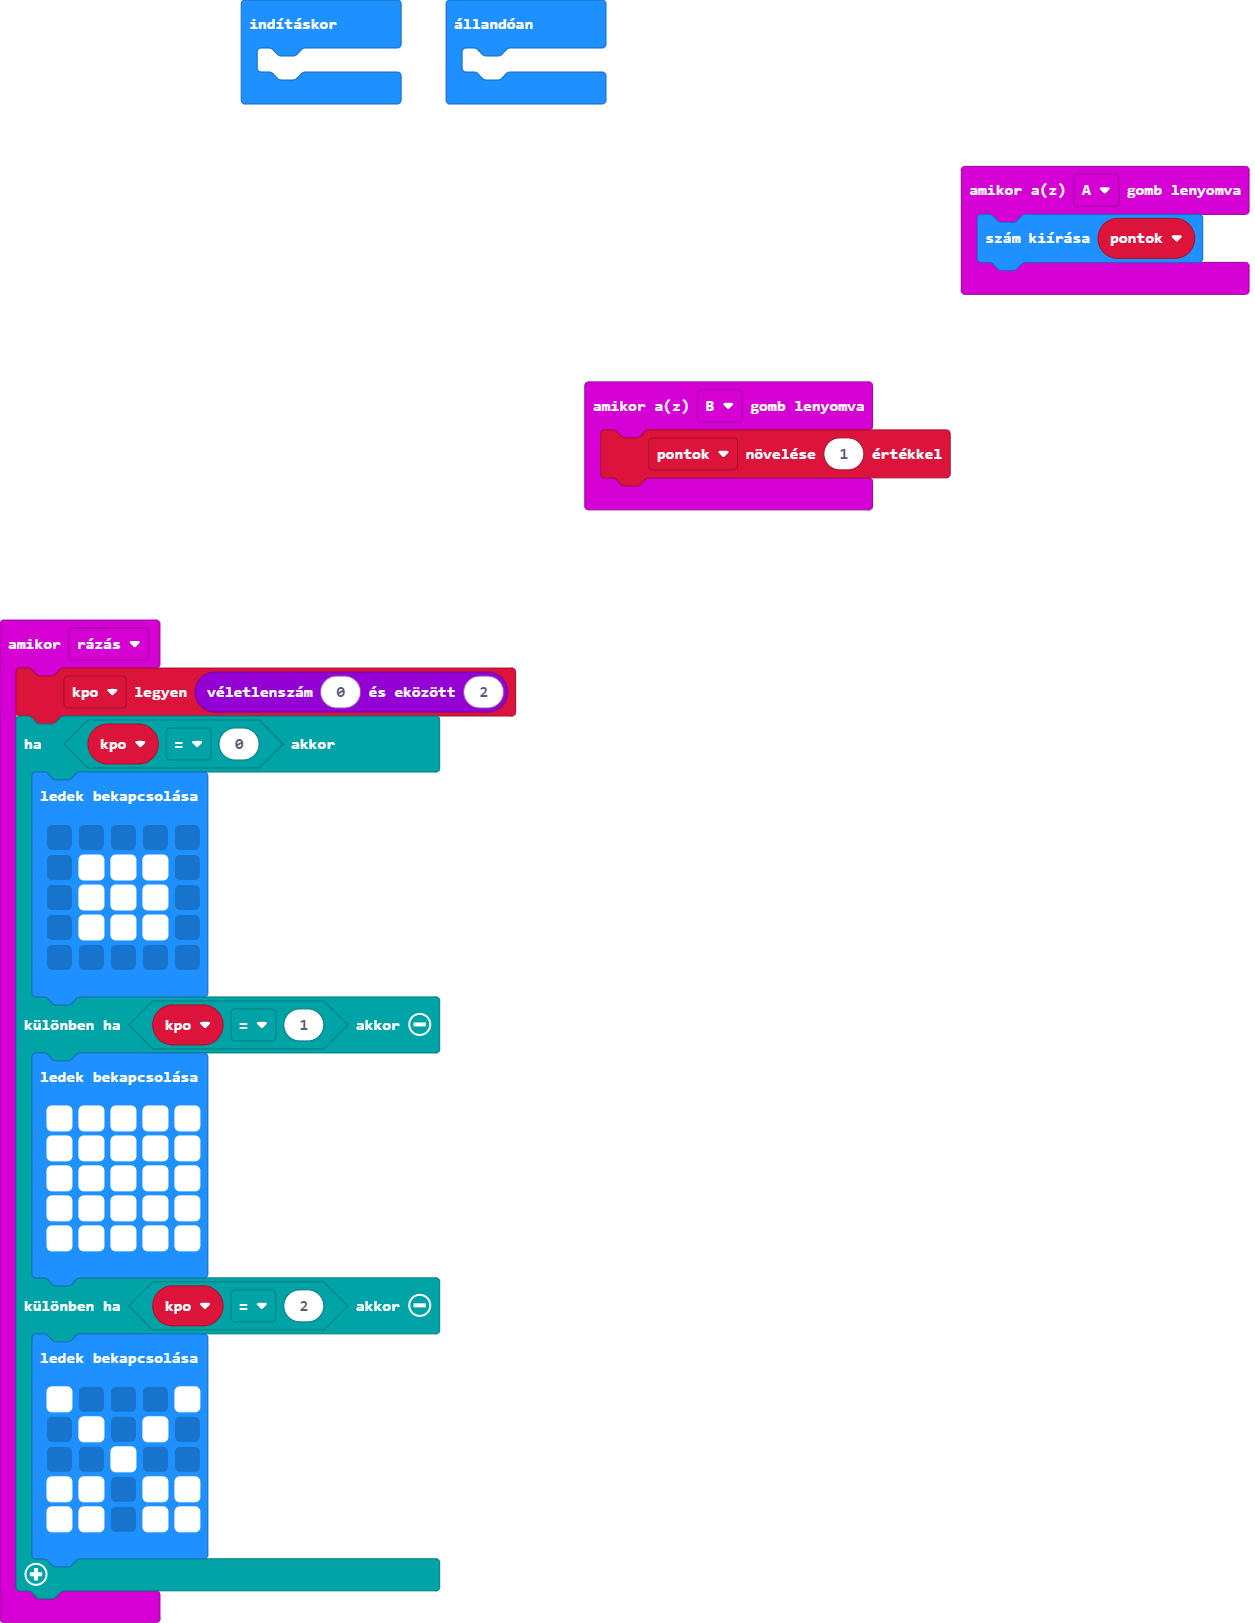 indításkor
állandóan
amikor a(z) A gomb lenyomva
szám kiírása pontok
amikor a(z) B gomb lenyomva
pontok növelése 1 értékkel
amikor rázás
kpo legyen véletlenszám 0 és eközött 2
ha kpo = 0 akkor
ledek bekapcsolása
különben ha kpo = 1 akkor
ledek bekapcsolása
különben ha kpo = 2 akkor
ledek bekapcsolása